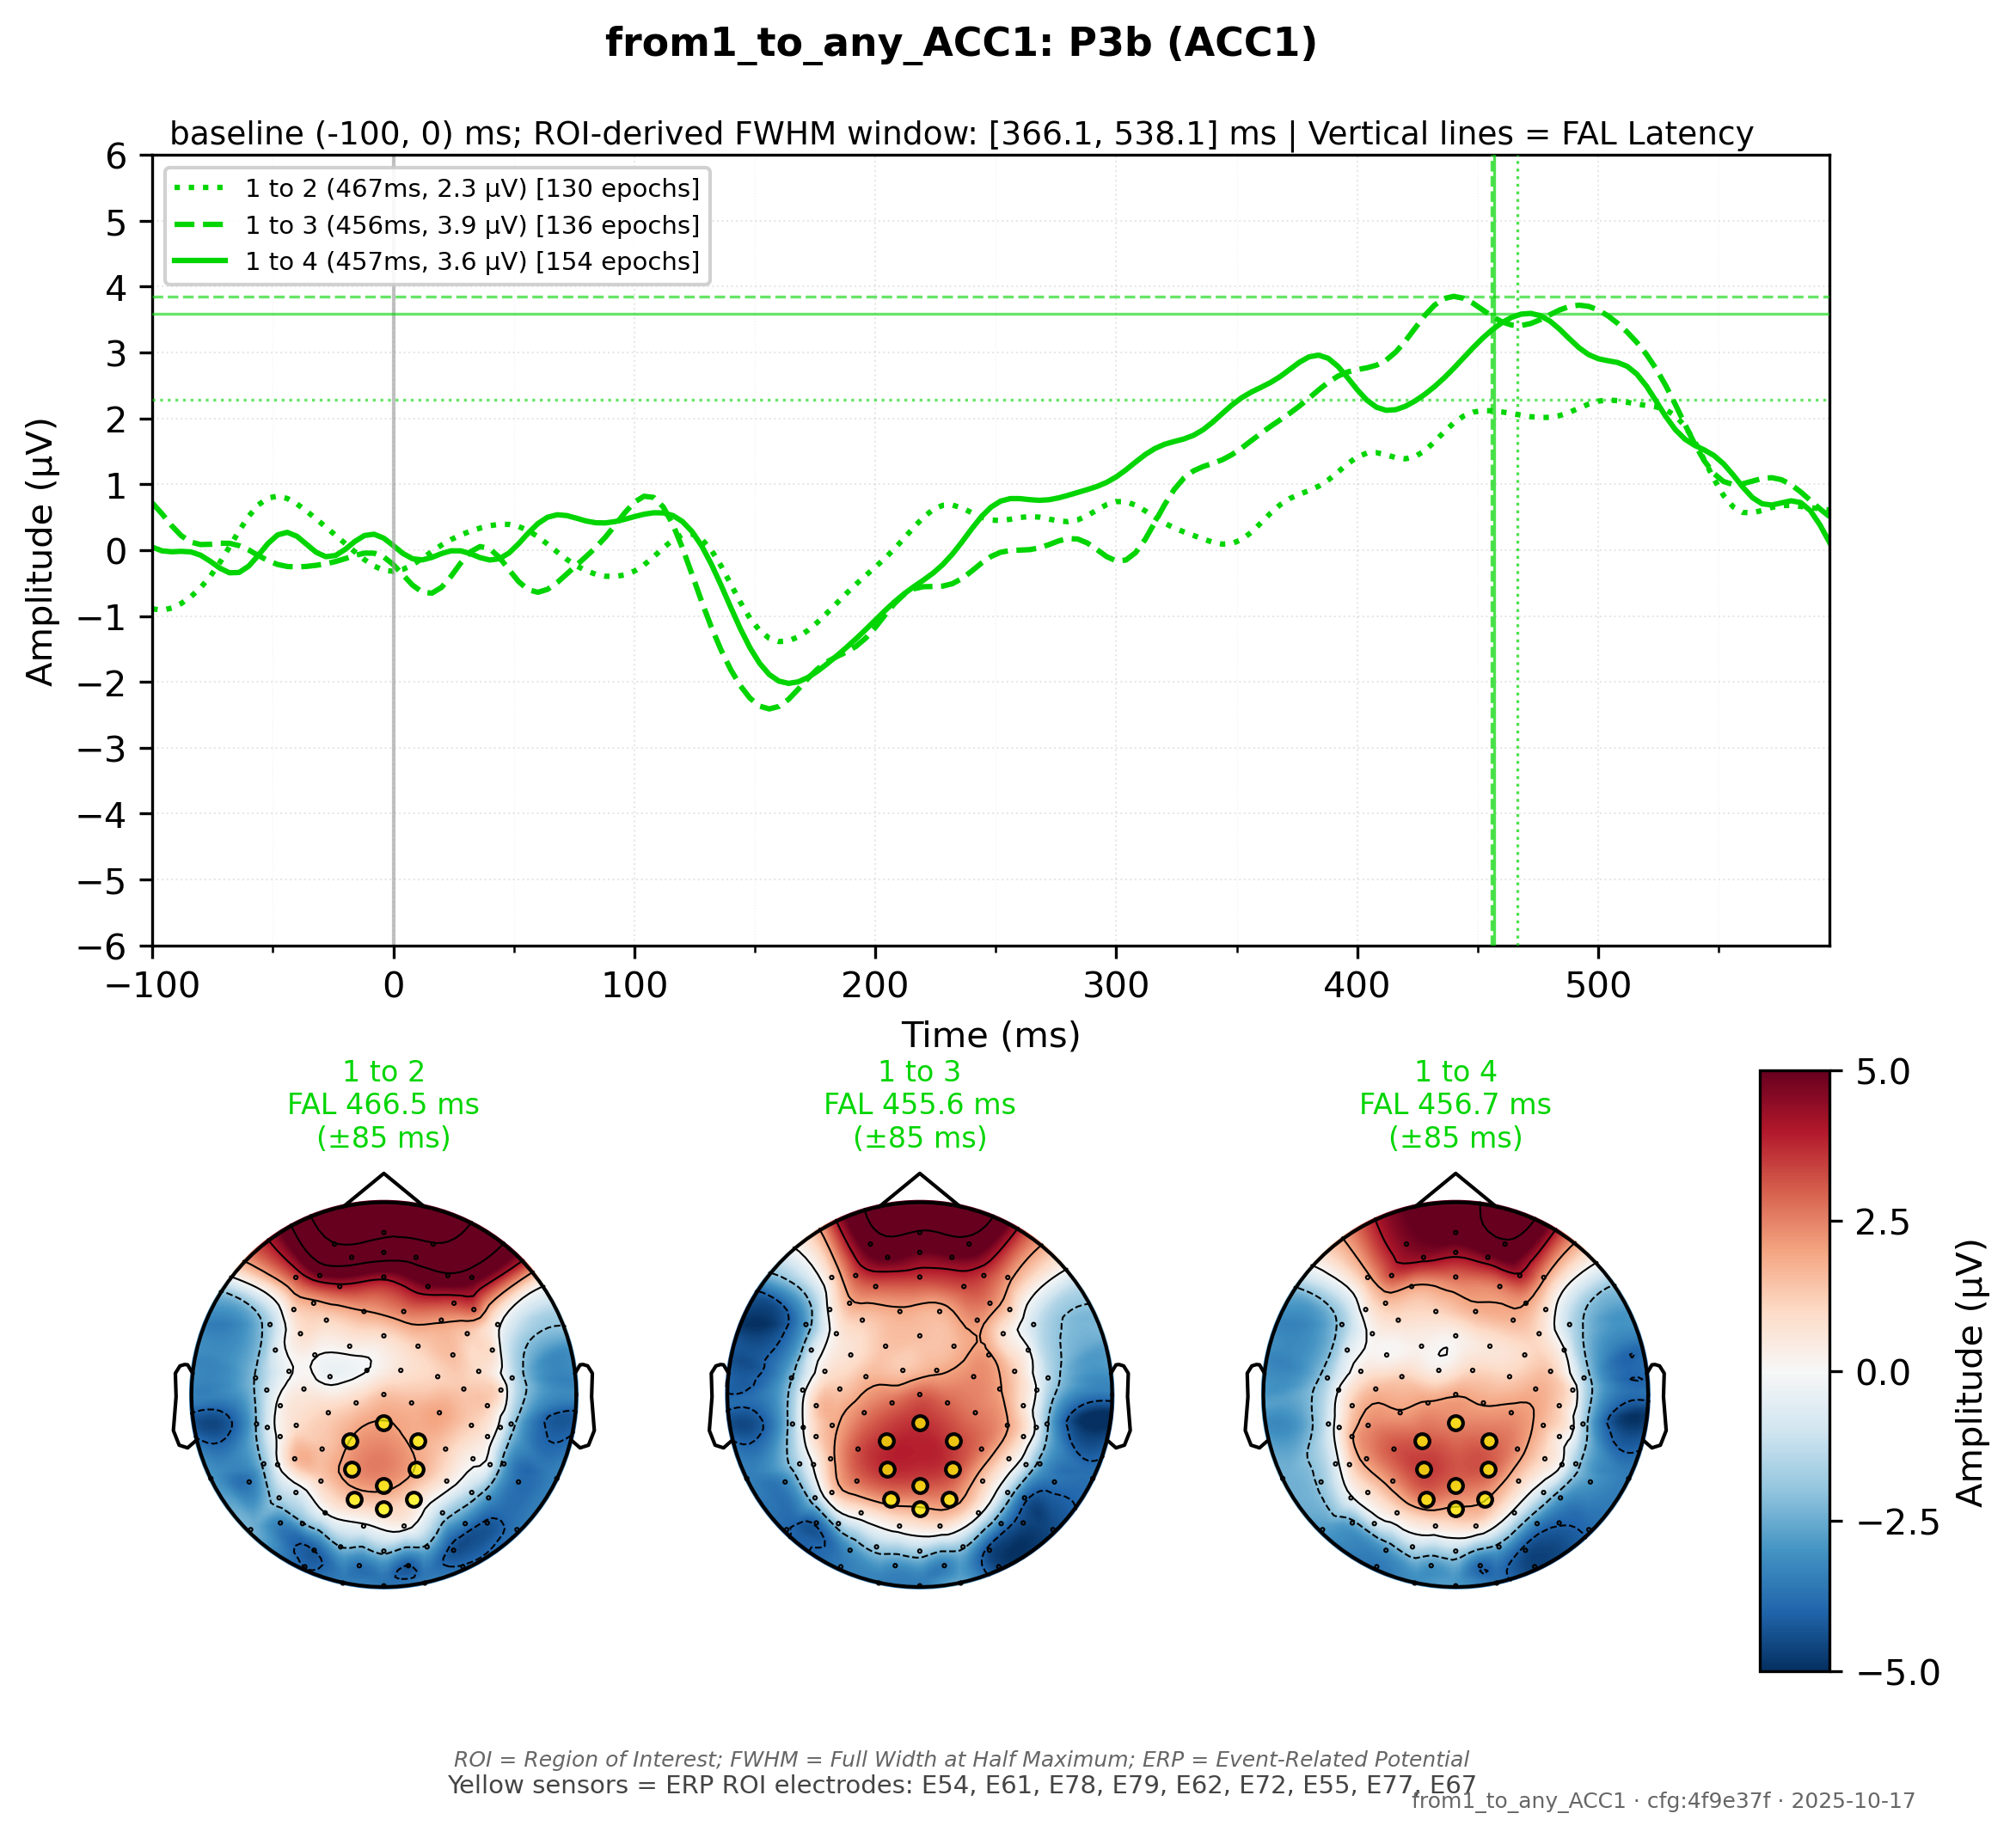 from1_to_any_ACC1: P3b (ACC1)
baseline (-100, 0) ms; ROI-derived FWHM window: [366.1, 538.1] ms | Vertical lines = FAL Latency
1 to 2 (467ms, 2.3 µV) [130 epochs]
1 to 3 (456ms, 3.9 µV) [136 epochs]
1 to 4 (457ms, 3.6 µV) [154 epochs]
Amplitude (µV)
6
5
4
3
2
1
0
−1
−2
−3
−4
−5
−6
−100 0 100 200 300 400 500
Time (ms)
1 to 2
FAL 466.5 ms
(±85 ms)
1 to 3
FAL 455.6 ms
(±85 ms)
1 to 4
FAL 456.7 ms
(±85 ms)
5.0
2.5
0.0
−2.5
−5.0
Amplitude (µV)
ROI = Region of Interest; FWHM = Full Width at Half Maximum; ERP = Event-Related Potential
Yellow sensors = ERP ROI electrodes: E54, E61, E78, E79, E62, E72, E55, E77, E67
from1_to_any_ACC1 · cfg:4f9e37f · 2025-10-17